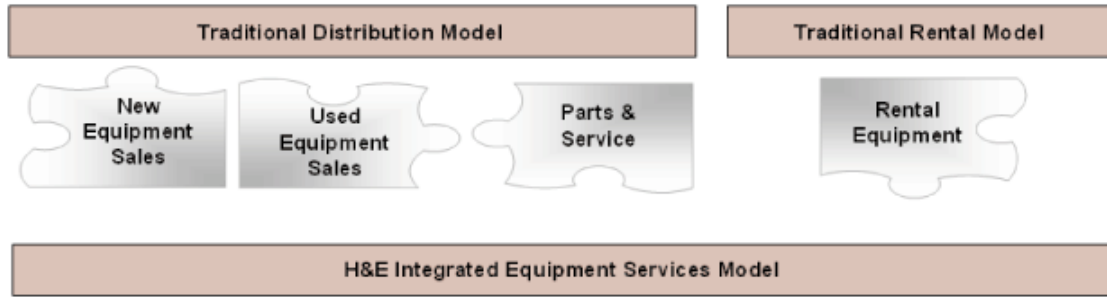 Traditional Distribution Model
Traditional Rental Model
New
Equipment
Sales
Used
Equipment
Sales
Parts &
Service
Rental
Equipment
H&E Integrated Equipment Services Model